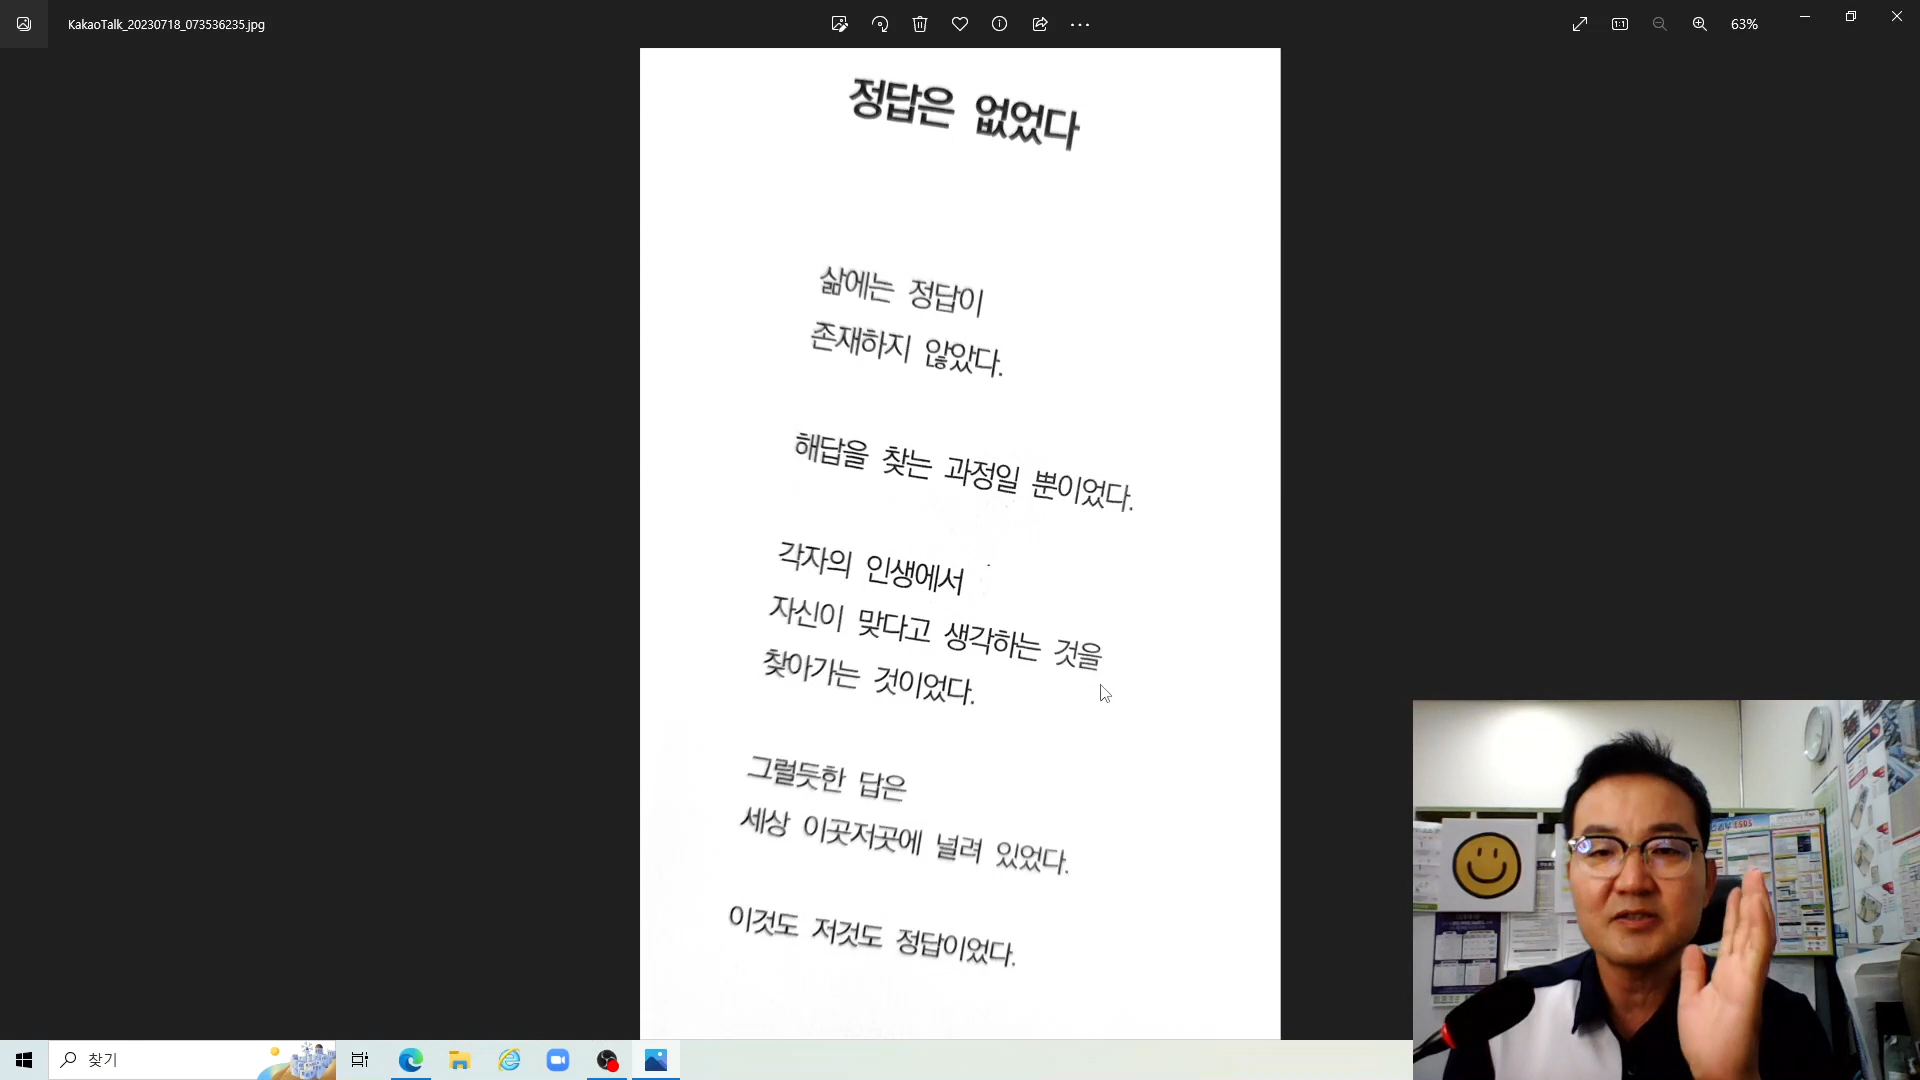 KakaoTalk_20230718_073536235.jpg
63%
정답은 없었다
삶에는 정답이
존재하지 않았다.
해답을 찾는 과정일 뿐이었다.
각자의 인생에서
자신이 맞다고 생각하는 것을
찾아가는 것이었다.
그럴듯한 답은
세상 이곳저곳에 널려 있었다.
이것도 저것도 정답이었다.
찾기